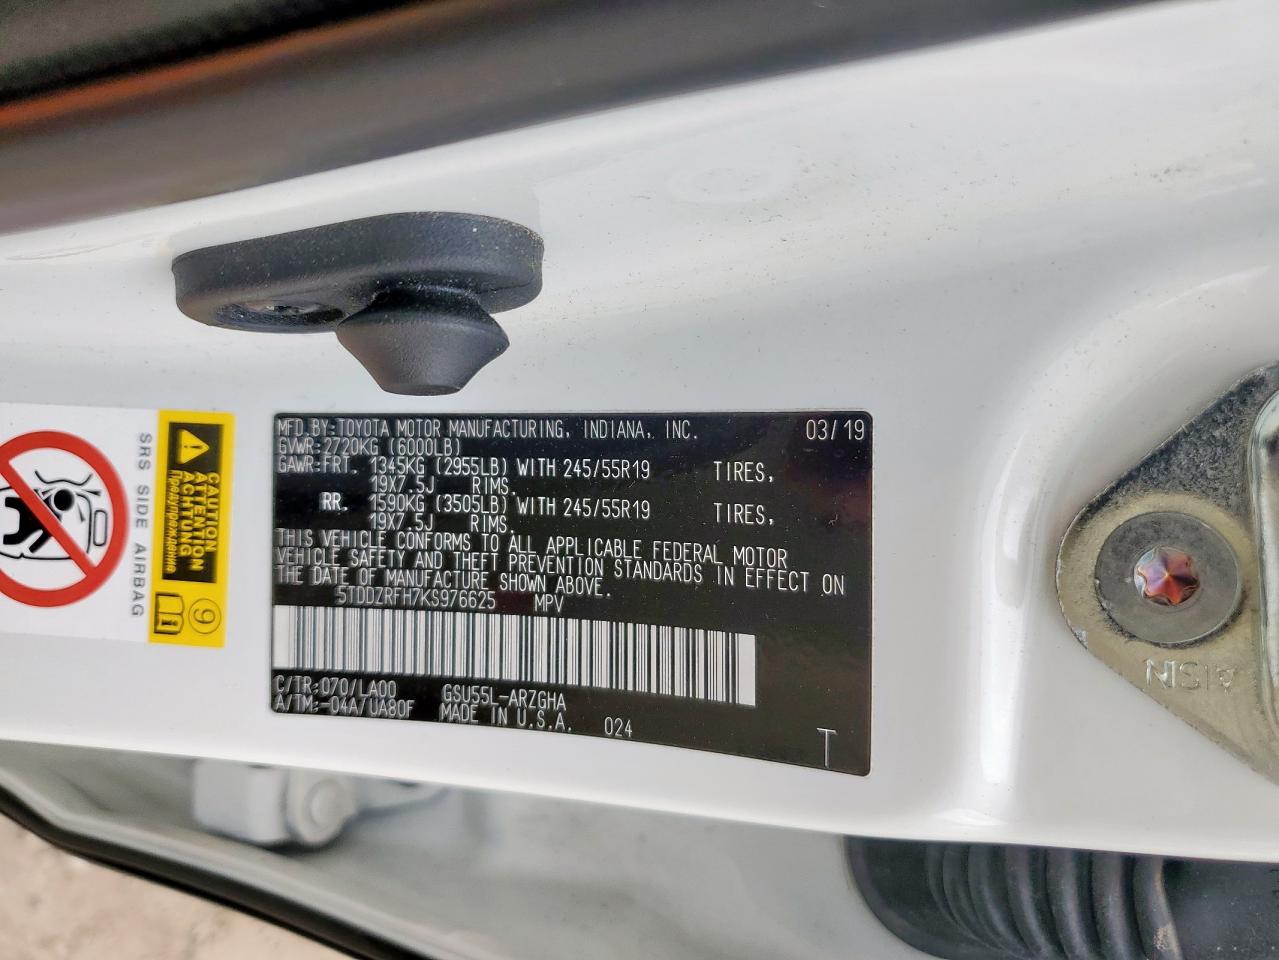 MFD.BY:TOYOTA MOTOR MANUFACTURING, INDIANA, INC. 03/19
GVWR:2720KG (6000LB)
GAWR:FRT. 1345KG (2955LB) WITH 245/55R19 TIRES,
19X7.5J RIMS.
RR. 1590KG (3505LB) WITH 245/55R19 TIRES,
19X7.5J RIMS.
THIS VEHICLE CONFORMS TO ALL APPLICABLE FEDERAL MOTOR
VEHICLE SAFETY AND THEFT PREVENTION STANDARDS IN EFFECT ON
THE DATE OF MANUFACTURE SHOWN ABOVE.
5TDDZRFH7KS976625 MPV
C/TR:070/LA00 GSU55L-ARZGHA
A/TM:-04A/UA80F MADE IN U.S.A. 024
T
CAUTION
ATTENTION
ACHTUNG
Предупреждение
SRS SIDE AIRBAG
9
i
AISIN